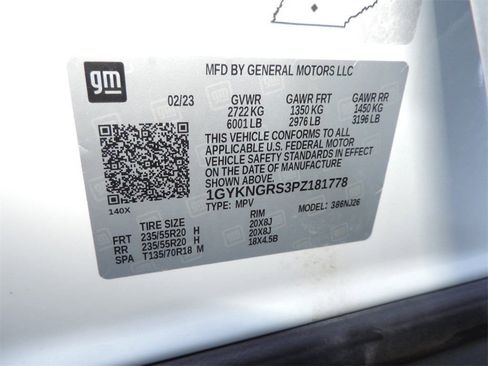 gm
MFD BY GENERAL MOTORS LLC
02/23 GVWR GAWR FRT GAWR RR
2722 KG 1350 KG 1450 KG
6001 LB 2976 LB 3196 LB
THIS VEHICLE CONFORMS TO ALL
APPLICABLE U.S. FEDERAL MOTOR
VEHICLE SAFETY STANDARDS IN EFFECT
ON THE DATE OF MANUFACTURE SHOWN ABOVE.
1GYKNGRS3PZ181778
140X TYPE: MPV MODEL: 386NJ26
TIRE SIZE RIM
FRT 235/55R20 H 20X8J
RR 235/55R20 H 20X8J
SPA T135/70R18 M 18X4.5B